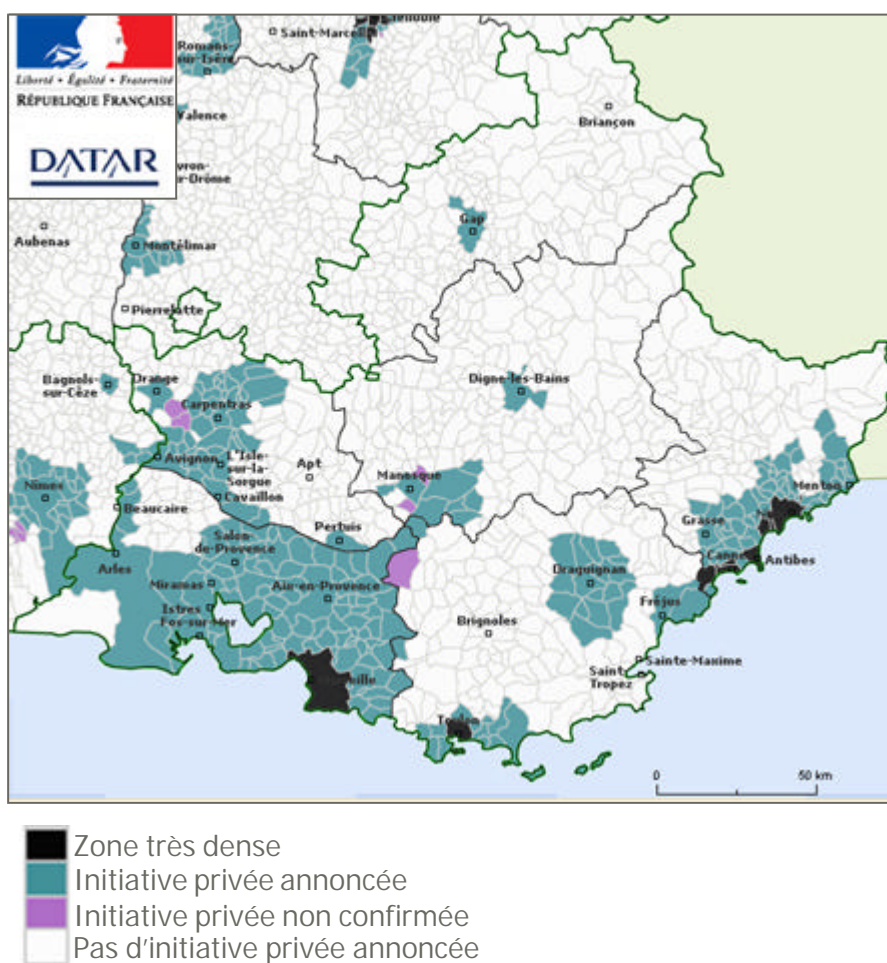 Liberté • Égalité • Fraternité
RÉPUBLIQUE FRANÇAISE
DATAR
Grenoble
Saint-Marcellin
Romans-
sur-Isère
Valence
Briançon
Aubenas
Gap
Montélimar
Pierrelatte
Bagnols-
sur-Cèze
Orange
Carpentras
Digne-les-Bains
Avignon
L'Isle-
sur-la-
Sorgue
Apt
Manosque
Menton
Nîmes
Cavaillon
Beaucaire
Pertuis
Grasse
Salon-
de-Provence
Antibes
Arles
Miramas
Aix-en-Provence
Draguignan
Istres
Fos-sur-Mer
Fréjus
Brignoles
Sainte-Maxime
Saint-
Tropez
Toulon
0
50 km
Zone très dense
Initiative privée annoncée
Initiative privée non confirmée
Pas d'initiative privée annoncée